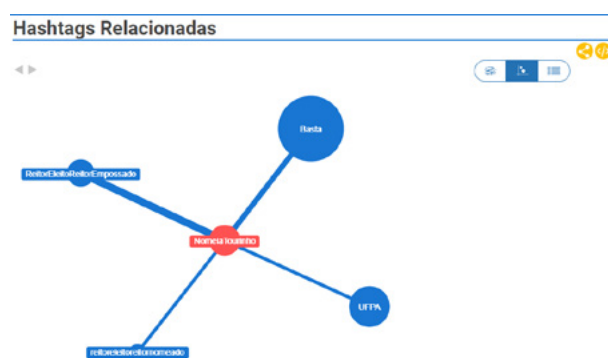 Hashtags Relacionadas
Basta
ReitorEleitoReitorEmpossado
NomeiaTourinho
UFPA
reitoreleitoreitornomeado